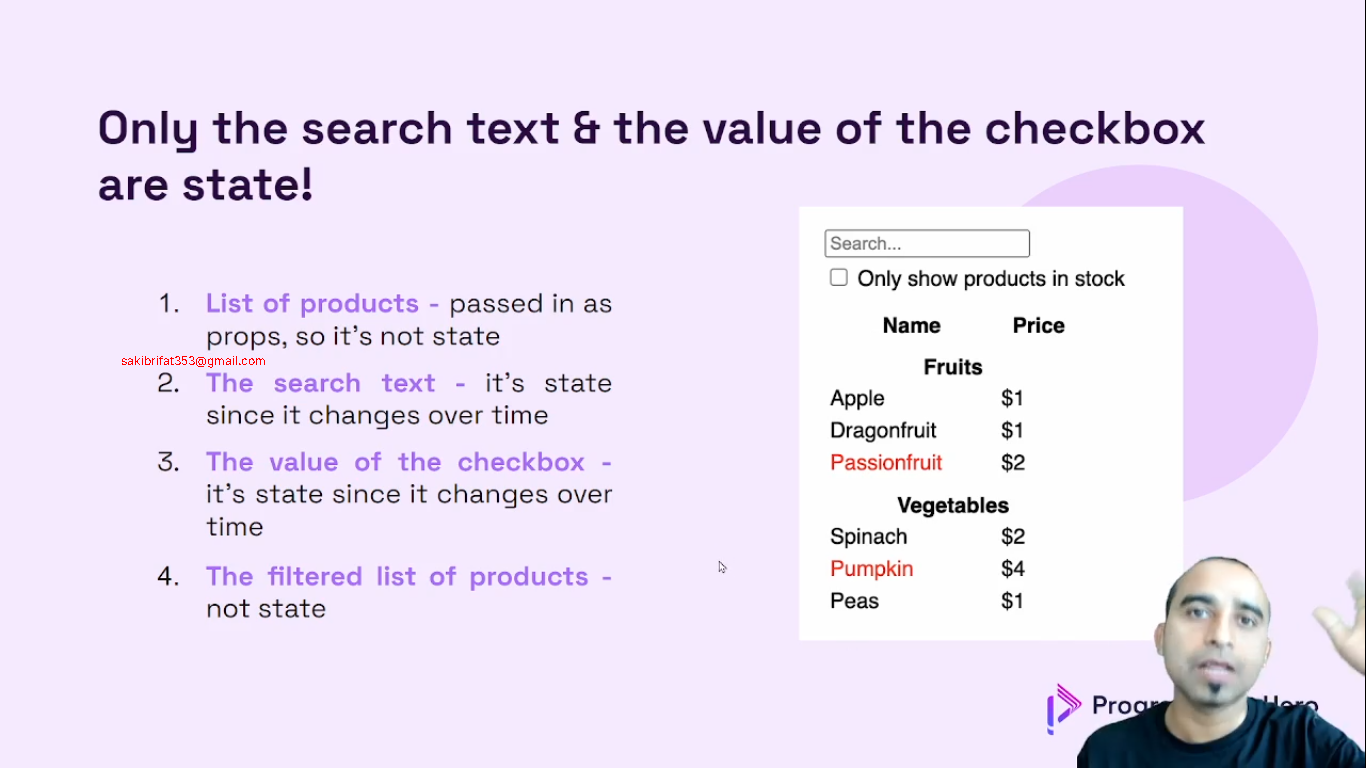 Only the search text & the value of the checkbox
are state!
1. List of products - passed in as
props, so it's not state
sakibrifat353@gmail.com
2. The search text - it's state
since it changes over time
3. The value of the checkbox -
it's state since it changes over
time
4. The filtered list of products -
not state
Search...
Only show products in stock
Name Price
Fruits
Apple $1
Dragonfruit $1
Passionfruit $2
Vegetables
Spinach $2
Pumpkin $4
Peas $1